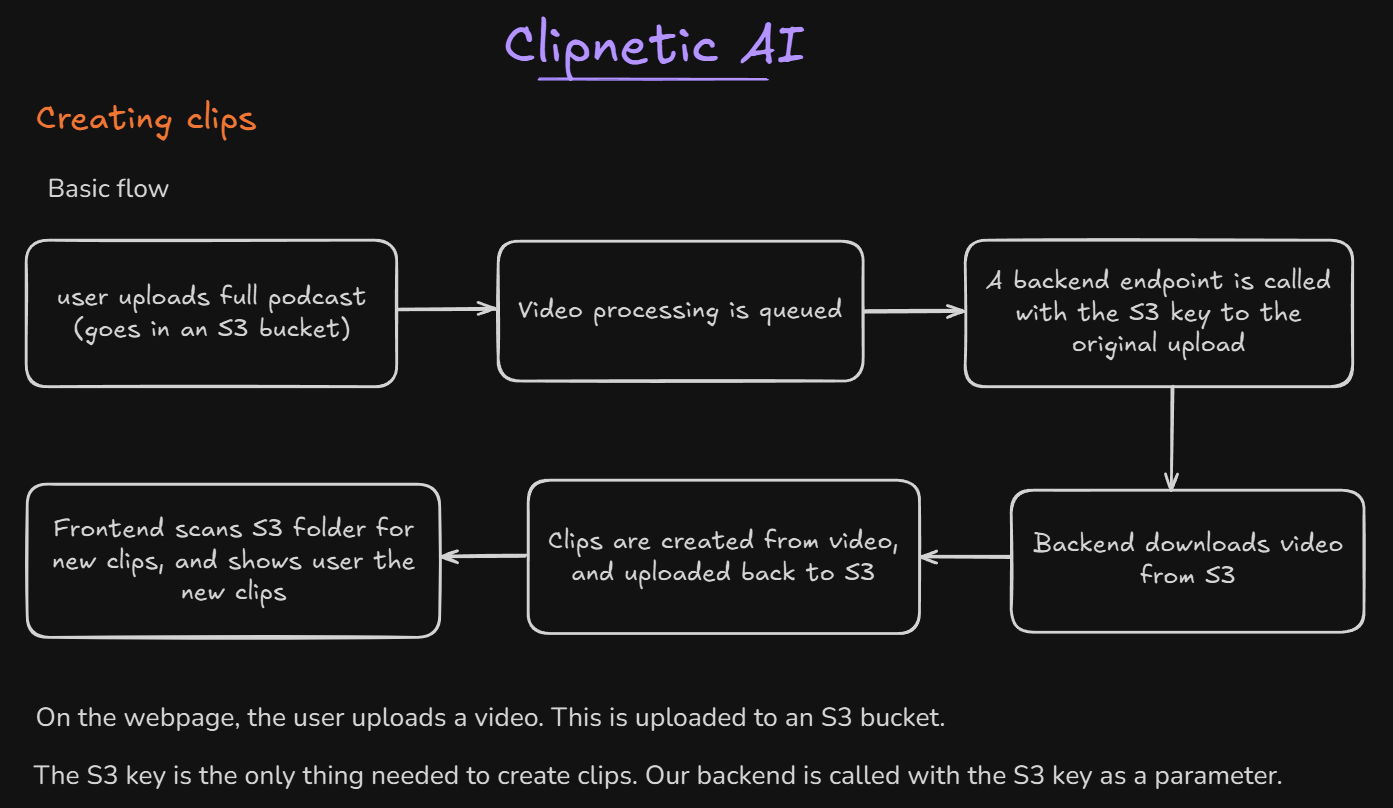 Clipnetic AI
Creating clips
Basic flow
user uploads full podcast
(goes in an S3 bucket)
Video processing is queued
A backend endpoint is called
with the S3 key to the
original upload
Backend downloads video
from S3
Clips are created from video,
and uploaded back to S3
Frontend scans S3 folder for
new clips, and shows user the
new clips
On the webpage, the user uploads a video. This is uploaded to an S3 bucket.
The S3 key is the only thing needed to create clips. Our backend is called with the S3 key as a parameter.